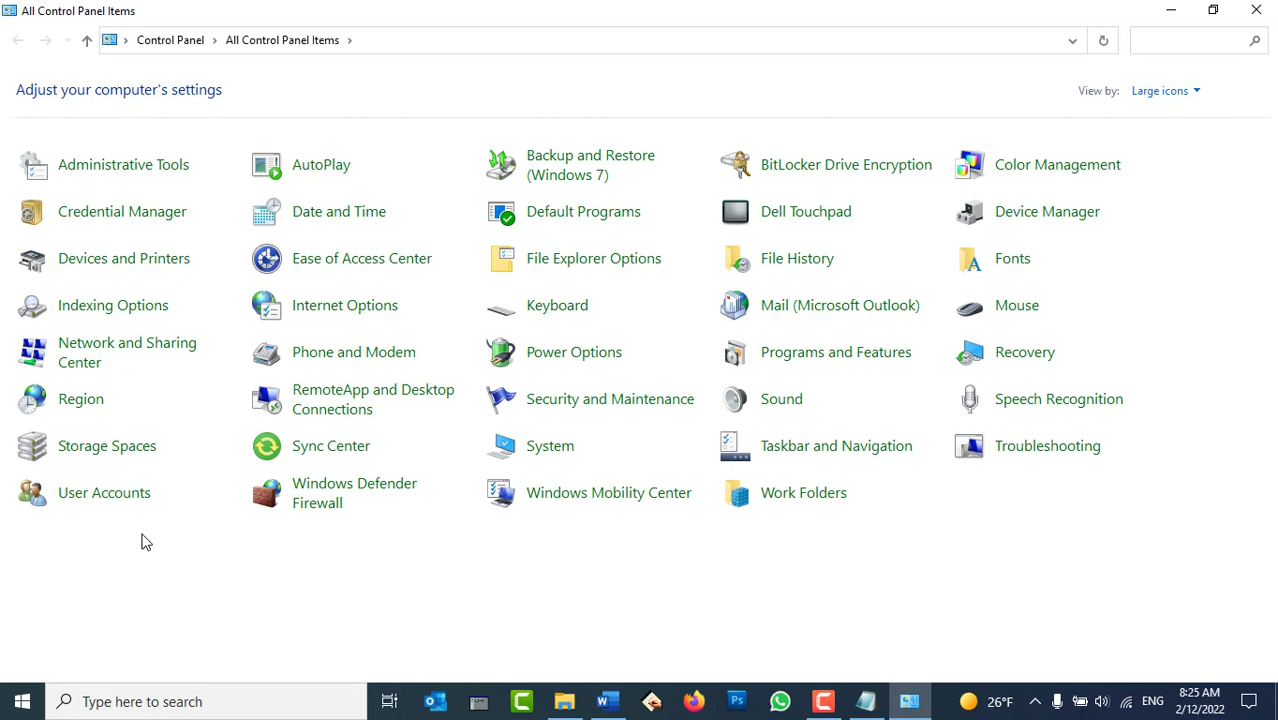 All Control Panel Items
Control Panel
All Control Panel Items
Adjust your computer's settings
View by:
Large icons
Administrative Tools
AutoPlay
Backup and Restore
(Windows 7)
BitLocker Drive Encryption
Color Management
Credential Manager
Date and Time
Default Programs
Dell Touchpad
Device Manager
Devices and Printers
Ease of Access Center
File Explorer Options
File History
Fonts
Indexing Options
Internet Options
Keyboard
Mail (Microsoft Outlook)
Mouse
Network and Sharing
Center
Phone and Modem
Power Options
Programs and Features
Recovery
Region
RemoteApp and Desktop
Connections
Security and Maintenance
Sound
Speech Recognition
Storage Spaces
Sync Center
System
Taskbar and Navigation
Troubleshooting
User Accounts
Windows Defender
Firewall
Windows Mobility Center
Work Folders
Type here to search
26°F
ENG
8:25 AM
2/12/2022